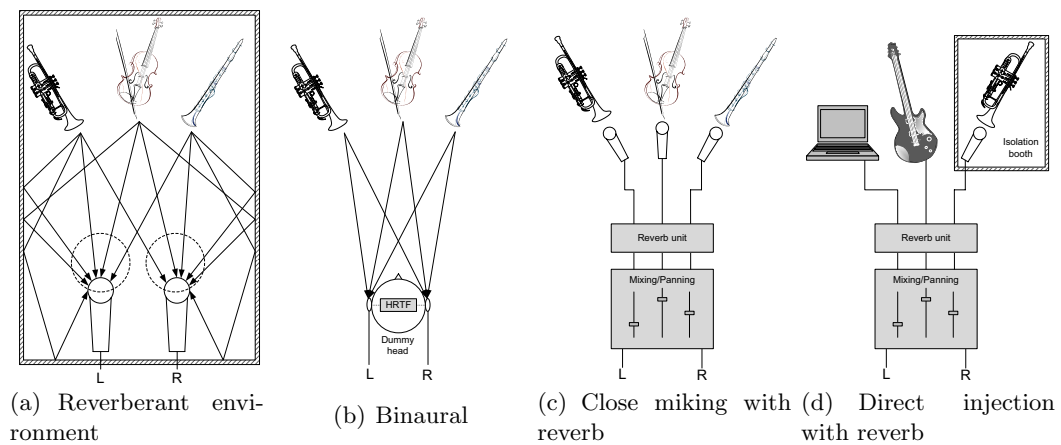 L R
HRTF
Dummy
head
L R
Reverb unit
Mixing/Panning
L R
Isolation
booth
Reverb unit
Mixing/Panning
L R
(a) Reverberant envi-
ronment
(b) Binaural
(c) Close miking with
reverb
(d) Direct injection
with reverb